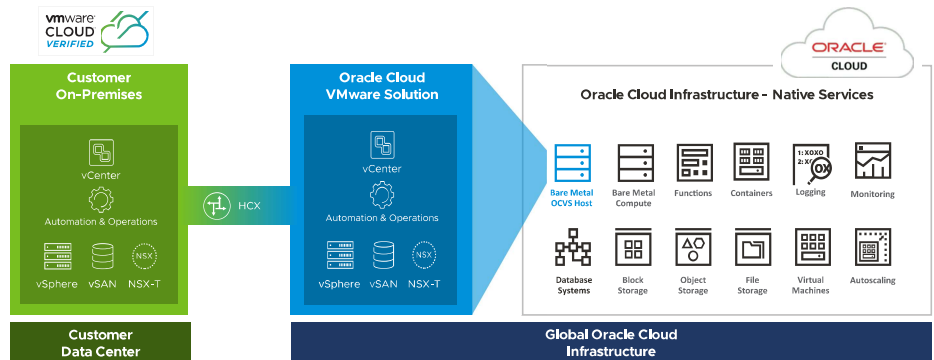 vmware
CLOUD
VERIFIED
ORACLE
CLOUD
Customer
On-Premises
vCenter
Automation & Operations
vSphere vSAN NSX-T
NSX
HCX
Oracle Cloud
VMware Solution
vCenter
Automation & Operations
vSphere vSAN NSX-T
NSX
Oracle Cloud Infrastructure - Native Services
Bare Metal
OCVS Host
Bare Metal
Compute
Functions
Containers
1: XOXO
2: X
OX
Logging
Monitoring
Database
Systems
Block
Storage
Object
Storage
File
Storage
Virtual
Machines
Autoscaling
Customer
Data Center
Global Oracle Cloud
Infrastructure